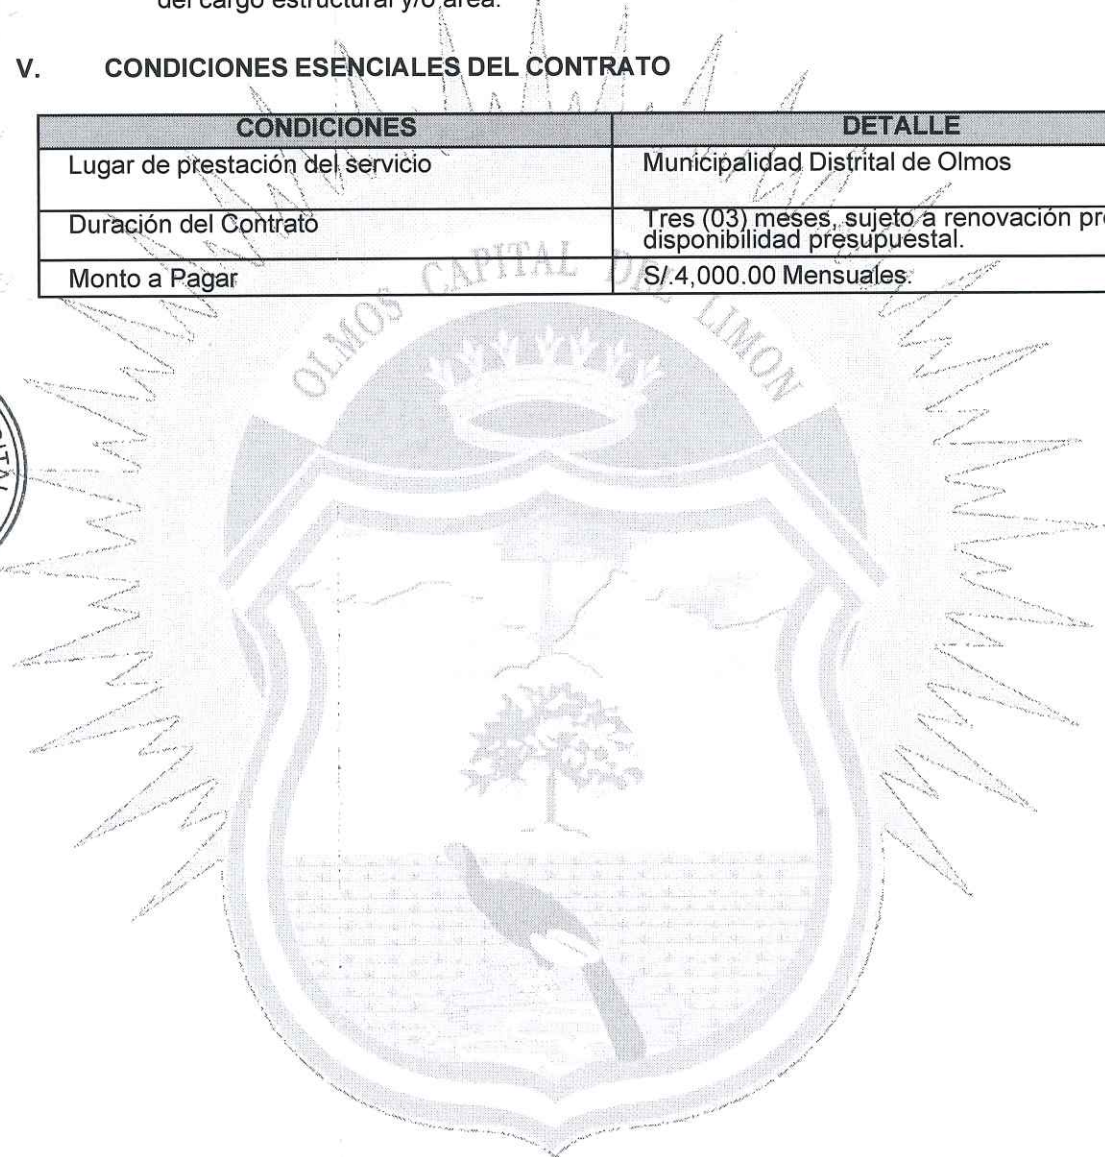 del cargo estructural y/o área.
V. CONDICIONES ESENCIALES DEL CONTRATO
CONDICIONES DETALLE
Lugar de prestación del servicio Municipalidad Distrital de Olmos
Duración del Contrato Tres (03) meses, sujeto a renovación
disponibilidad presupuestal.
Monto a Pagar S/.4,000.00 Mensuales.
OLMOS CAPITAL DEL LIMON